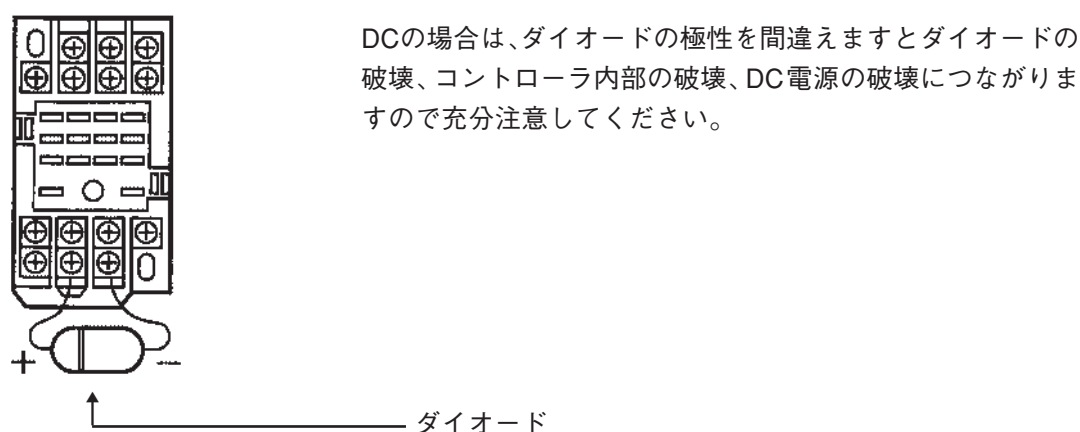 DCの場合は、ダイオードの極性を間違えますとダイオードの
破壊、コントローラ内部の破壊、DC電源の破壊につながりま
すので充分注意してください。
+ −
ダイオード